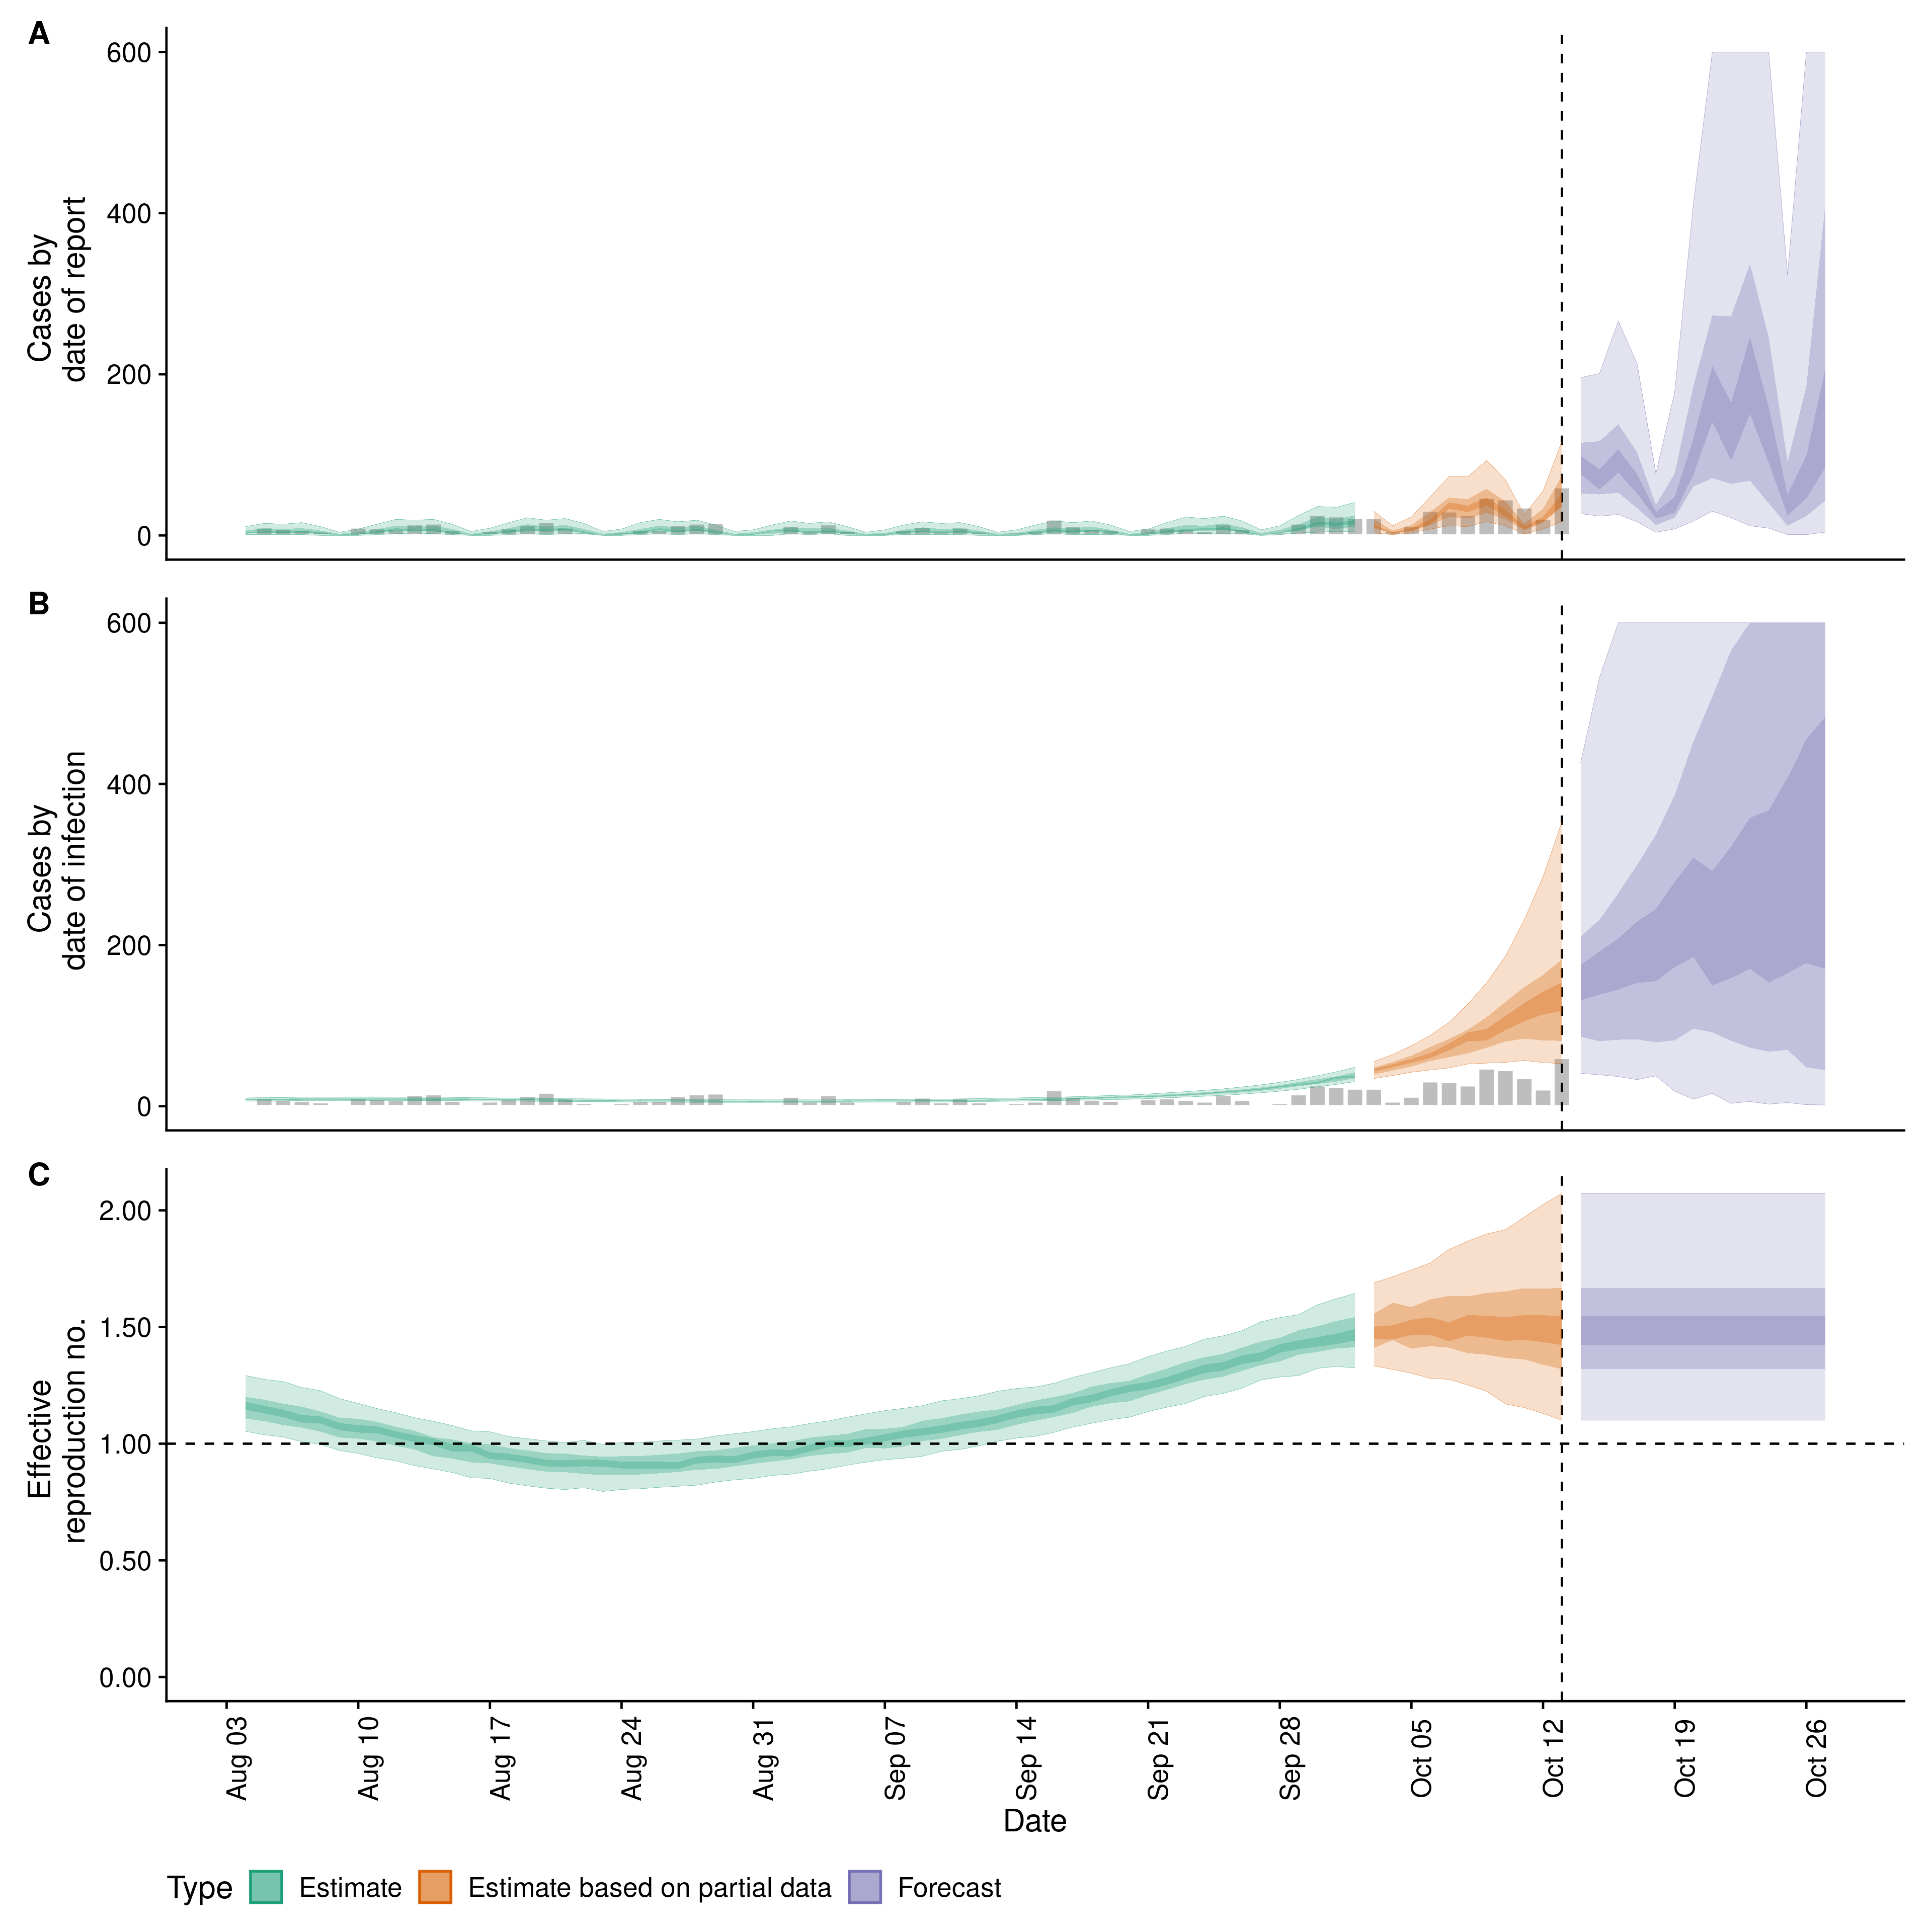 A
600
400
200
0
Cases by
date of report
B
600
400
200
0
Cases by
date of infection
C
2.00
1.50
1.00
0.50
0.00
Effective
reproduction no.
Aug 03
Aug 10
Aug 17
Aug 24
Aug 31
Sep 07
Sep 14
Sep 21
Sep 28
Oct 05
Oct 12
Oct 19
Oct 26
Date
Type Estimate Estimate based on partial data Forecast